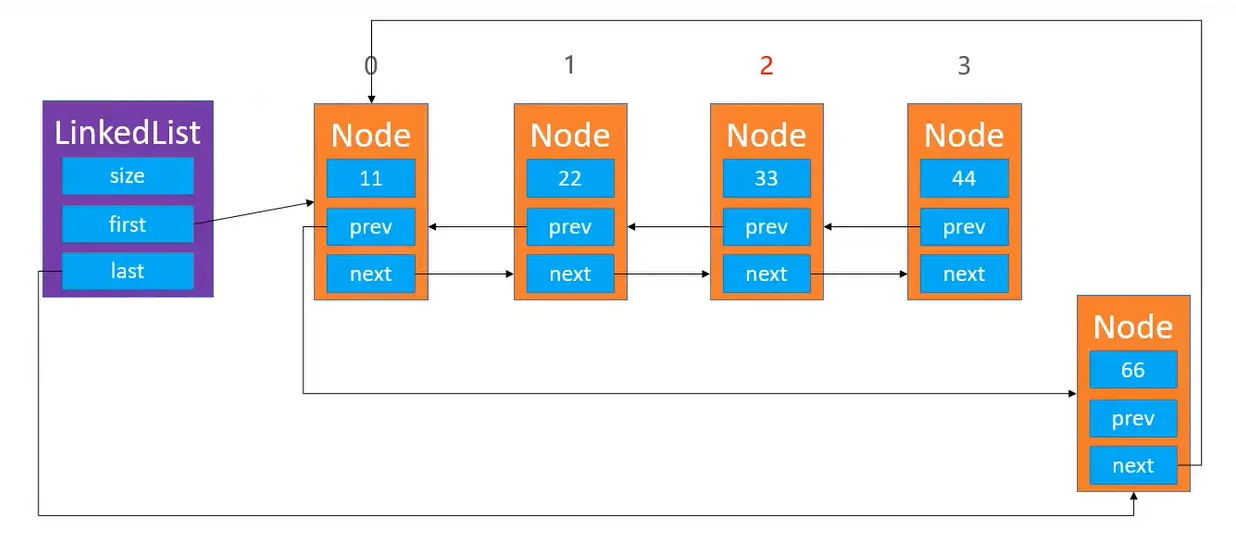 0
1
2
3
LinkedList
size
first
last
Node
11
prev
next
Node
22
prev
next
Node
33
prev
next
Node
44
prev
next
Node
66
prev
next